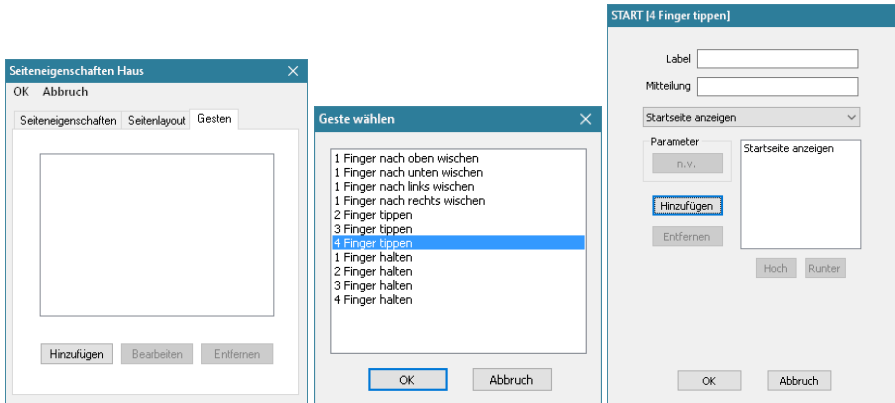 Seiteneigenschaften Haus
OK Abbruch
Seiteneigenschaften Seitenlayout Gesten
Hinzufügen Bearbeiten Entfernen
Geste wählen
1 Finger nach oben wischen
1 Finger nach unten wischen
1 Finger nach links wischen
1 Finger nach rechts wischen
2 Finger tippen
3 Finger tippen
4 Finger tippen
1 Finger halten
2 Finger halten
3 Finger halten
4 Finger halten
OK Abbruch
START [4 Finger tippen]
Label
Mitteilung
Startseite anzeigen
Parameter
n.v.
Startseite anzeigen
Hinzufügen
Entfernen
Hoch Runter
OK Abbruch